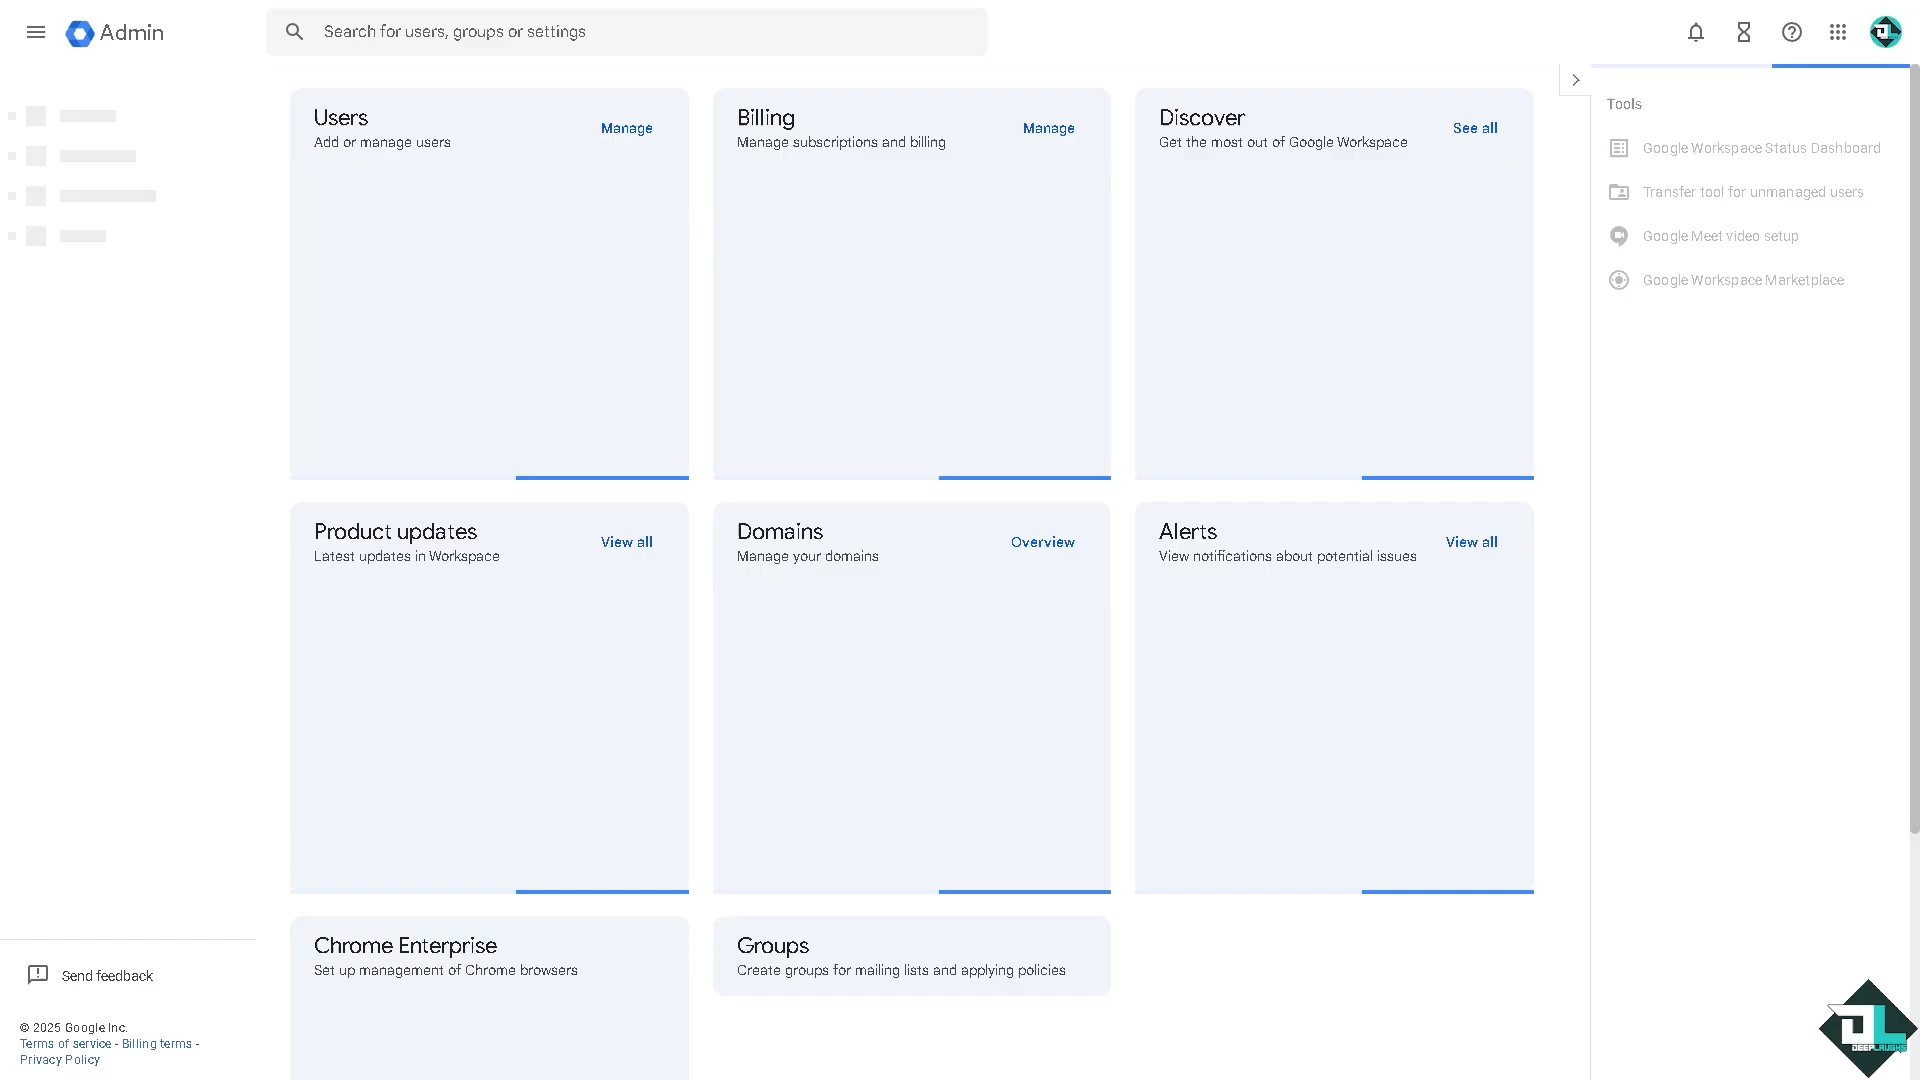 Admin
Search for users, groups or settings
Users
Add or manage users
Manage
Billing
Manage subscriptions and billing
Manage
Discover
Get the most out of Google Workspace
See all
Tools
Google Workspace Status Dashboard
Transfer tool for unmanaged users
Google Meet video setup
Google Workspace Marketplace
Product updates
Latest updates in Workspace
View all
Domains
Manage your domains
Overview
Alerts
View notifications about potential issues
View all
Chrome Enterprise
Set up management of Chrome browsers
Groups
Create groups for mailing lists and applying policies
Send feedback
© 2025 Google Inc.
Terms of service - Billing terms -
Privacy Policy
DL
DEEPLAUGHS